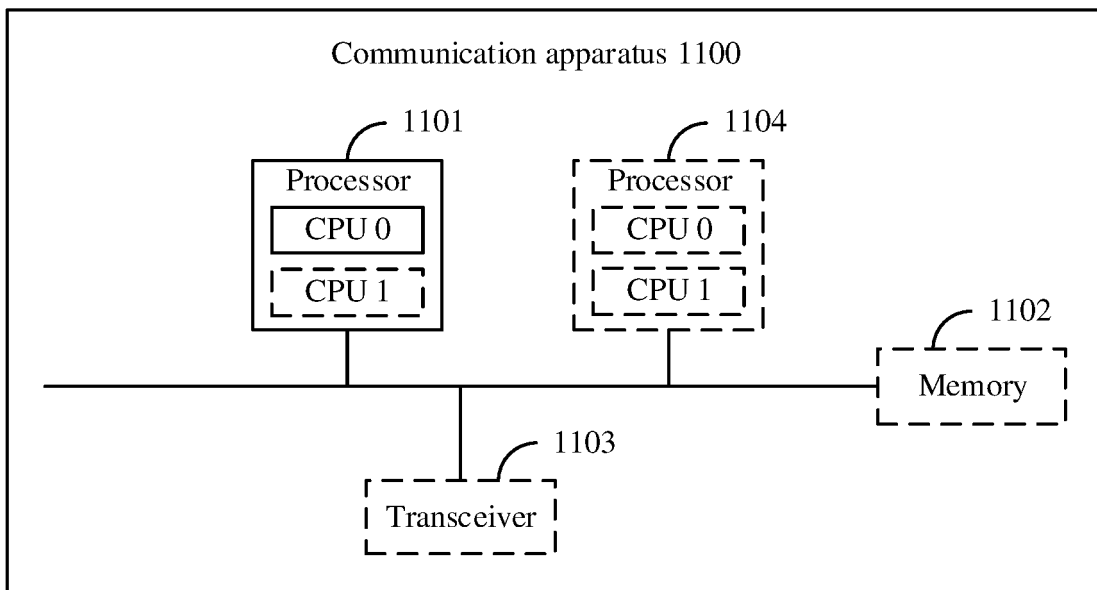 Communication apparatus 1100
1101
1104
Processor
CPU 0
CPU 1
Processor
CPU 0
CPU 1
1102
Memory
1103
Transceiver